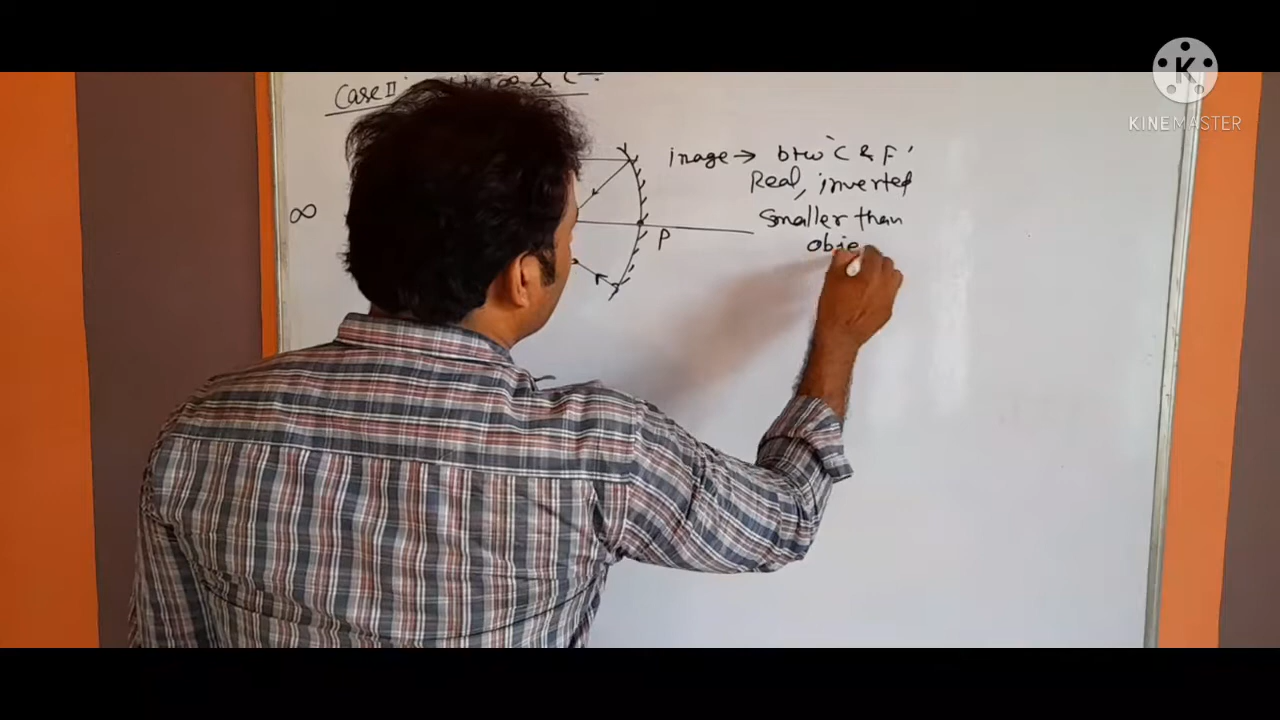 Case II
& C
∞
image → btw 'C & F'
Real, inverted
smaller than
obje
P
K
KINEMASTER